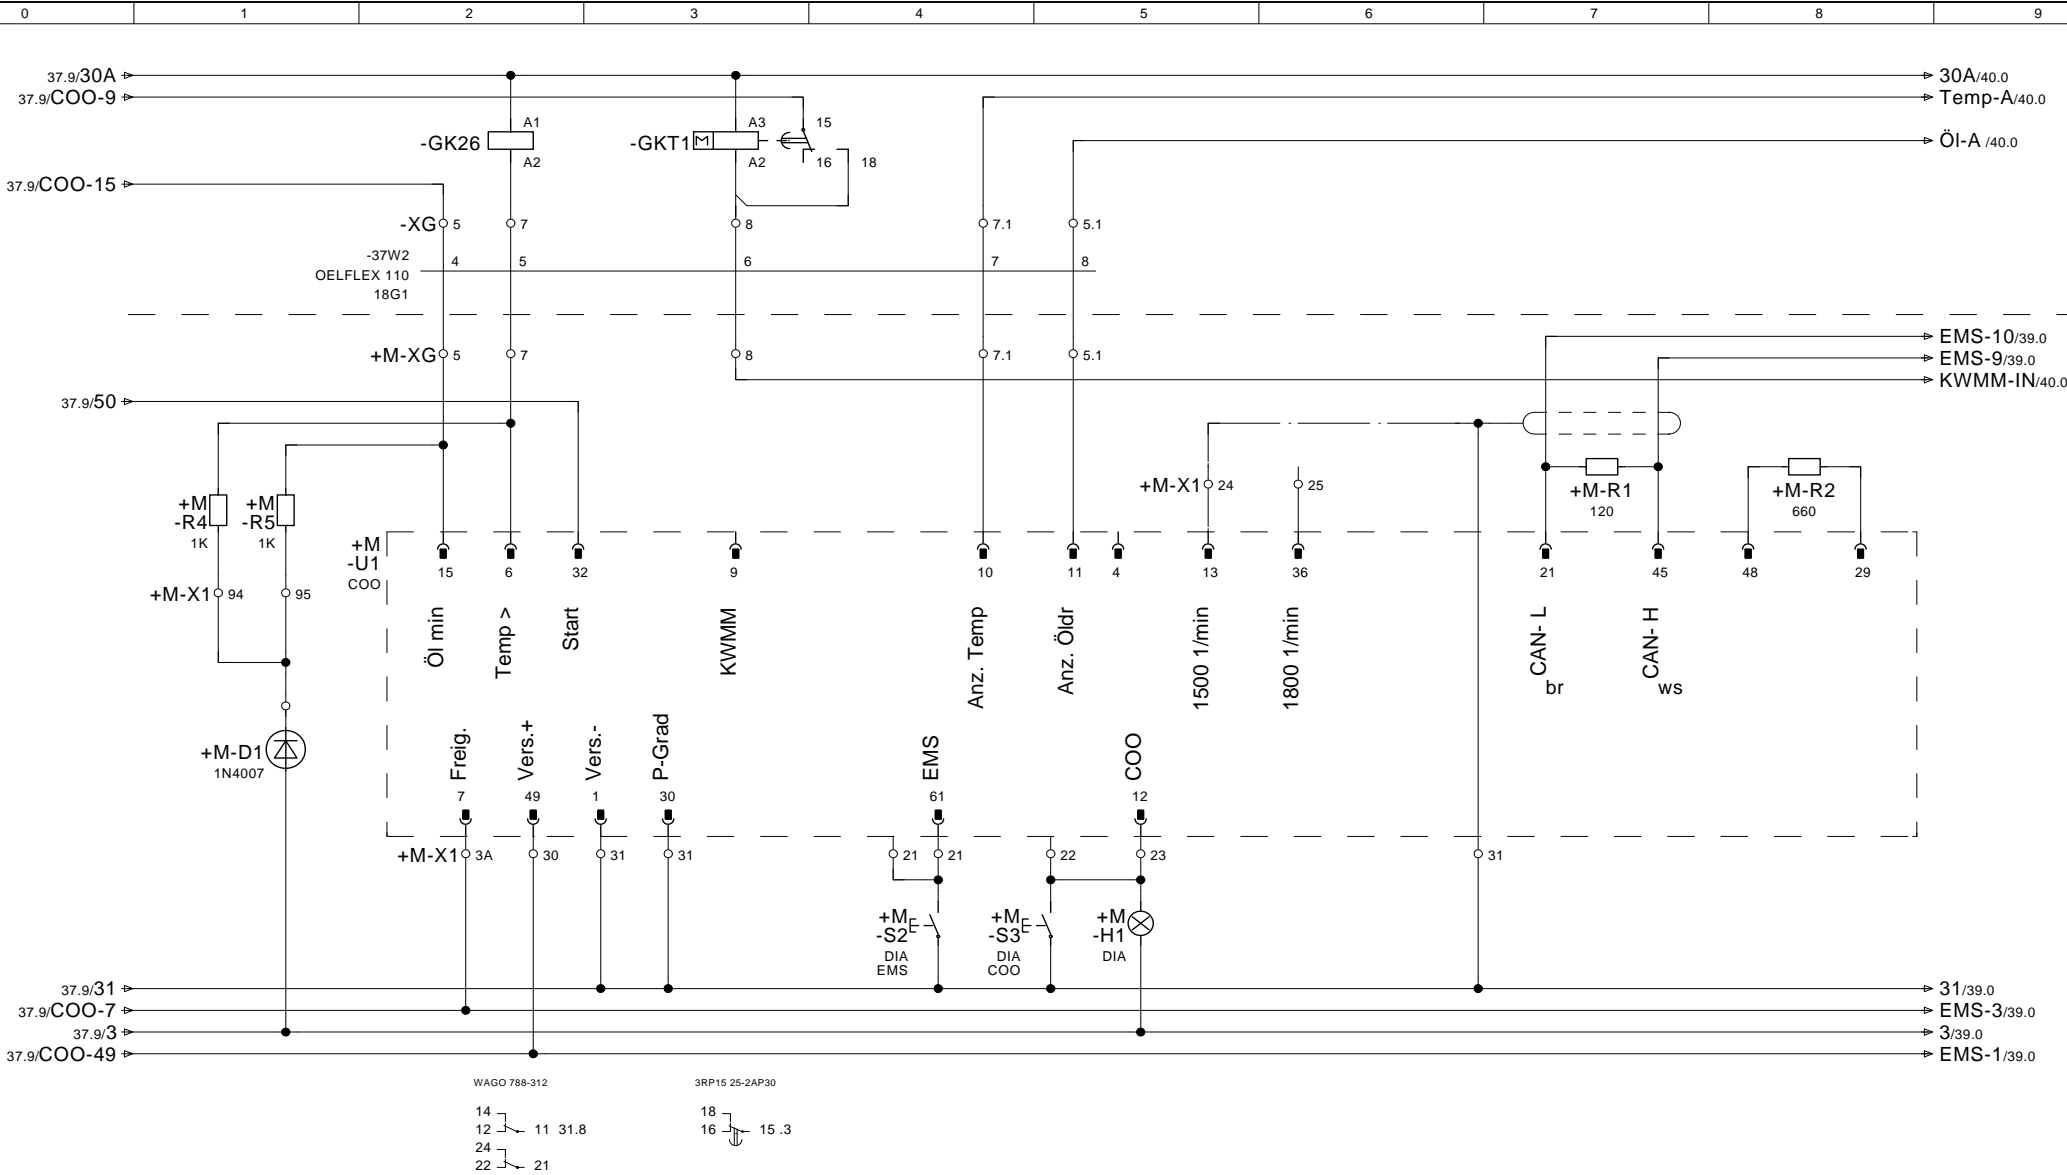 0 1 2 3 4 5 6 7 8 9
37.9/30A 30A/40.0
37.9/COO-9 Temp-A/40.0
A1 A3 15
-GK26 -GKT1 Öl-A /40.0
A2 A2 16 18
37.9/COO-15
-XG 5 7 8 7.1 5.1
-37W2 4 5 6 7 8
OELFLEX 110
18G1
EMS-10/39.0
+M-XG 5 7 8 7.1 5.1
EMS-9/39.0
KWMM-IN/40.0
37.9/50
+M-X1 24 25
+M-R1 +M-R2
120 660
+M +M
-R4 -R5
1K 1K
+M
-U1
COO
15 6 32 9 10 11 4 13 36 21 45 48 29
+M-X1 94 95
Öl min
Temp >
Start
KWMM
Anz. Temp
Anz. Öldr
1500 1/min
1800 1/min
CAN- L
br
CAN- H
ws
+M-D1
1N4007
Freig.
Vers.+
Vers.-
P-Grad
EMS
COO
7 49 1 30 61 12
+M-X1 3A 30 31 31 21 21 22 23 31
+M +M +M
-S2 -S3 -H1
DIA DIA DIA
EMS COO
37.9/31 31/39.0
37.9/COO-7 EMS-3/39.0
37.9/3 3/39.0
37.9/COO-49 EMS-1/39.0
WAGO 788-312 3RP15 25-2AP30
14 18
12 11 31.8 16 15 .3
24
22 21